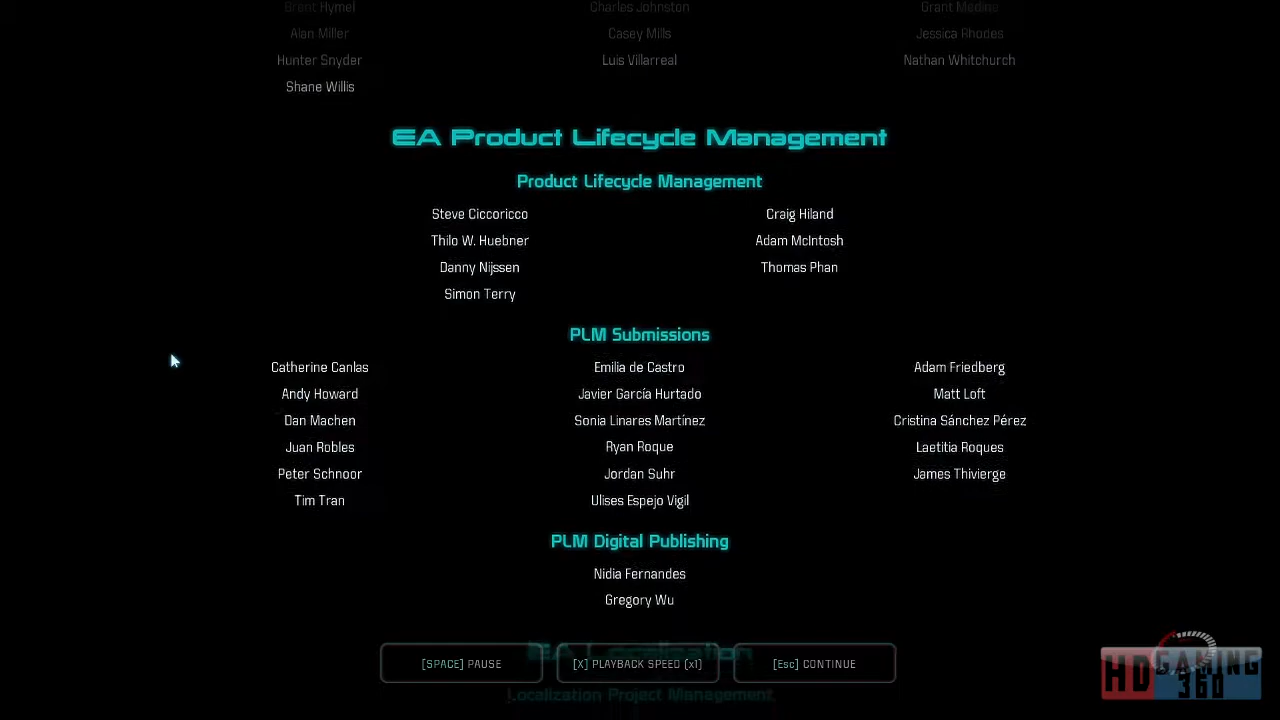 Brent Hymel Charles Johnston Grant Medine
Alan Miller Casey Mills Jessica Rhodes
Hunter Snyder Luis Villarreal Nathan Whitchurch
Shane Willis
EA Product Lifecycle Management
Product Lifecycle Management
Steve Ciccoricco Craig Hiland
Thilo W. Huebner Adam McIntosh
Danny Nijssen Thomas Phan
Simon Terry
PLM Submissions
Catherine Canlas Emilia de Castro Adam Friedberg
Andy Howard Javier García Hurtado Matt Loft
Dan Machen Sonia Linares Martínez Cristina Sánchez Pérez
Juan Robles Ryan Roque Laetitia Roques
Peter Schnoor Jordan Suhr James Thivierge
Tim Tran Ulises Espejo Vigil
PLM Digital Publishing
Nidia Fernandes
Gregory Wu
EA Localization
[SPACE] PAUSE [X] PLAYBACK SPEED (x1) [Esc] CONTINUE
Localization Project Management
HD GAMING 360